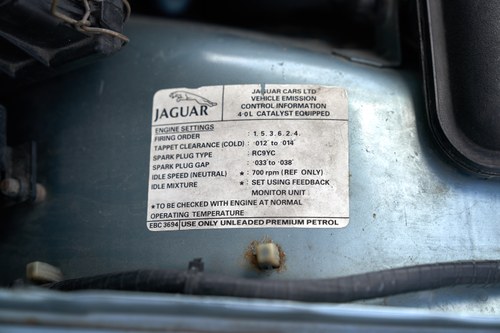 JAGUAR
JAGUAR CARS LTD
VEHICLE EMISSION
CONTROL INFORMATION
4·0L CATALYST EQUIPPED
ENGINE SETTINGS
FIRING ORDER : 1. 5. 3. 6. 2. 4.
TAPPET CLEARANCE (COLD) : ·012" to ·014"
SPARK PLUG TYPE : RC9YC
SPARK PLUG GAP : ·033" to ·038"
IDLE SPEED (NEUTRAL) * : 700 rpm (REF ONLY)
IDLE MIXTURE * : SET USING FEEDBACK
MONITOR UNIT
* TO BE CHECKED WITH ENGINE AT NORMAL
OPERATING TEMPERATURE
EBC 3694 USE ONLY UNLEADED PREMIUM PETROL